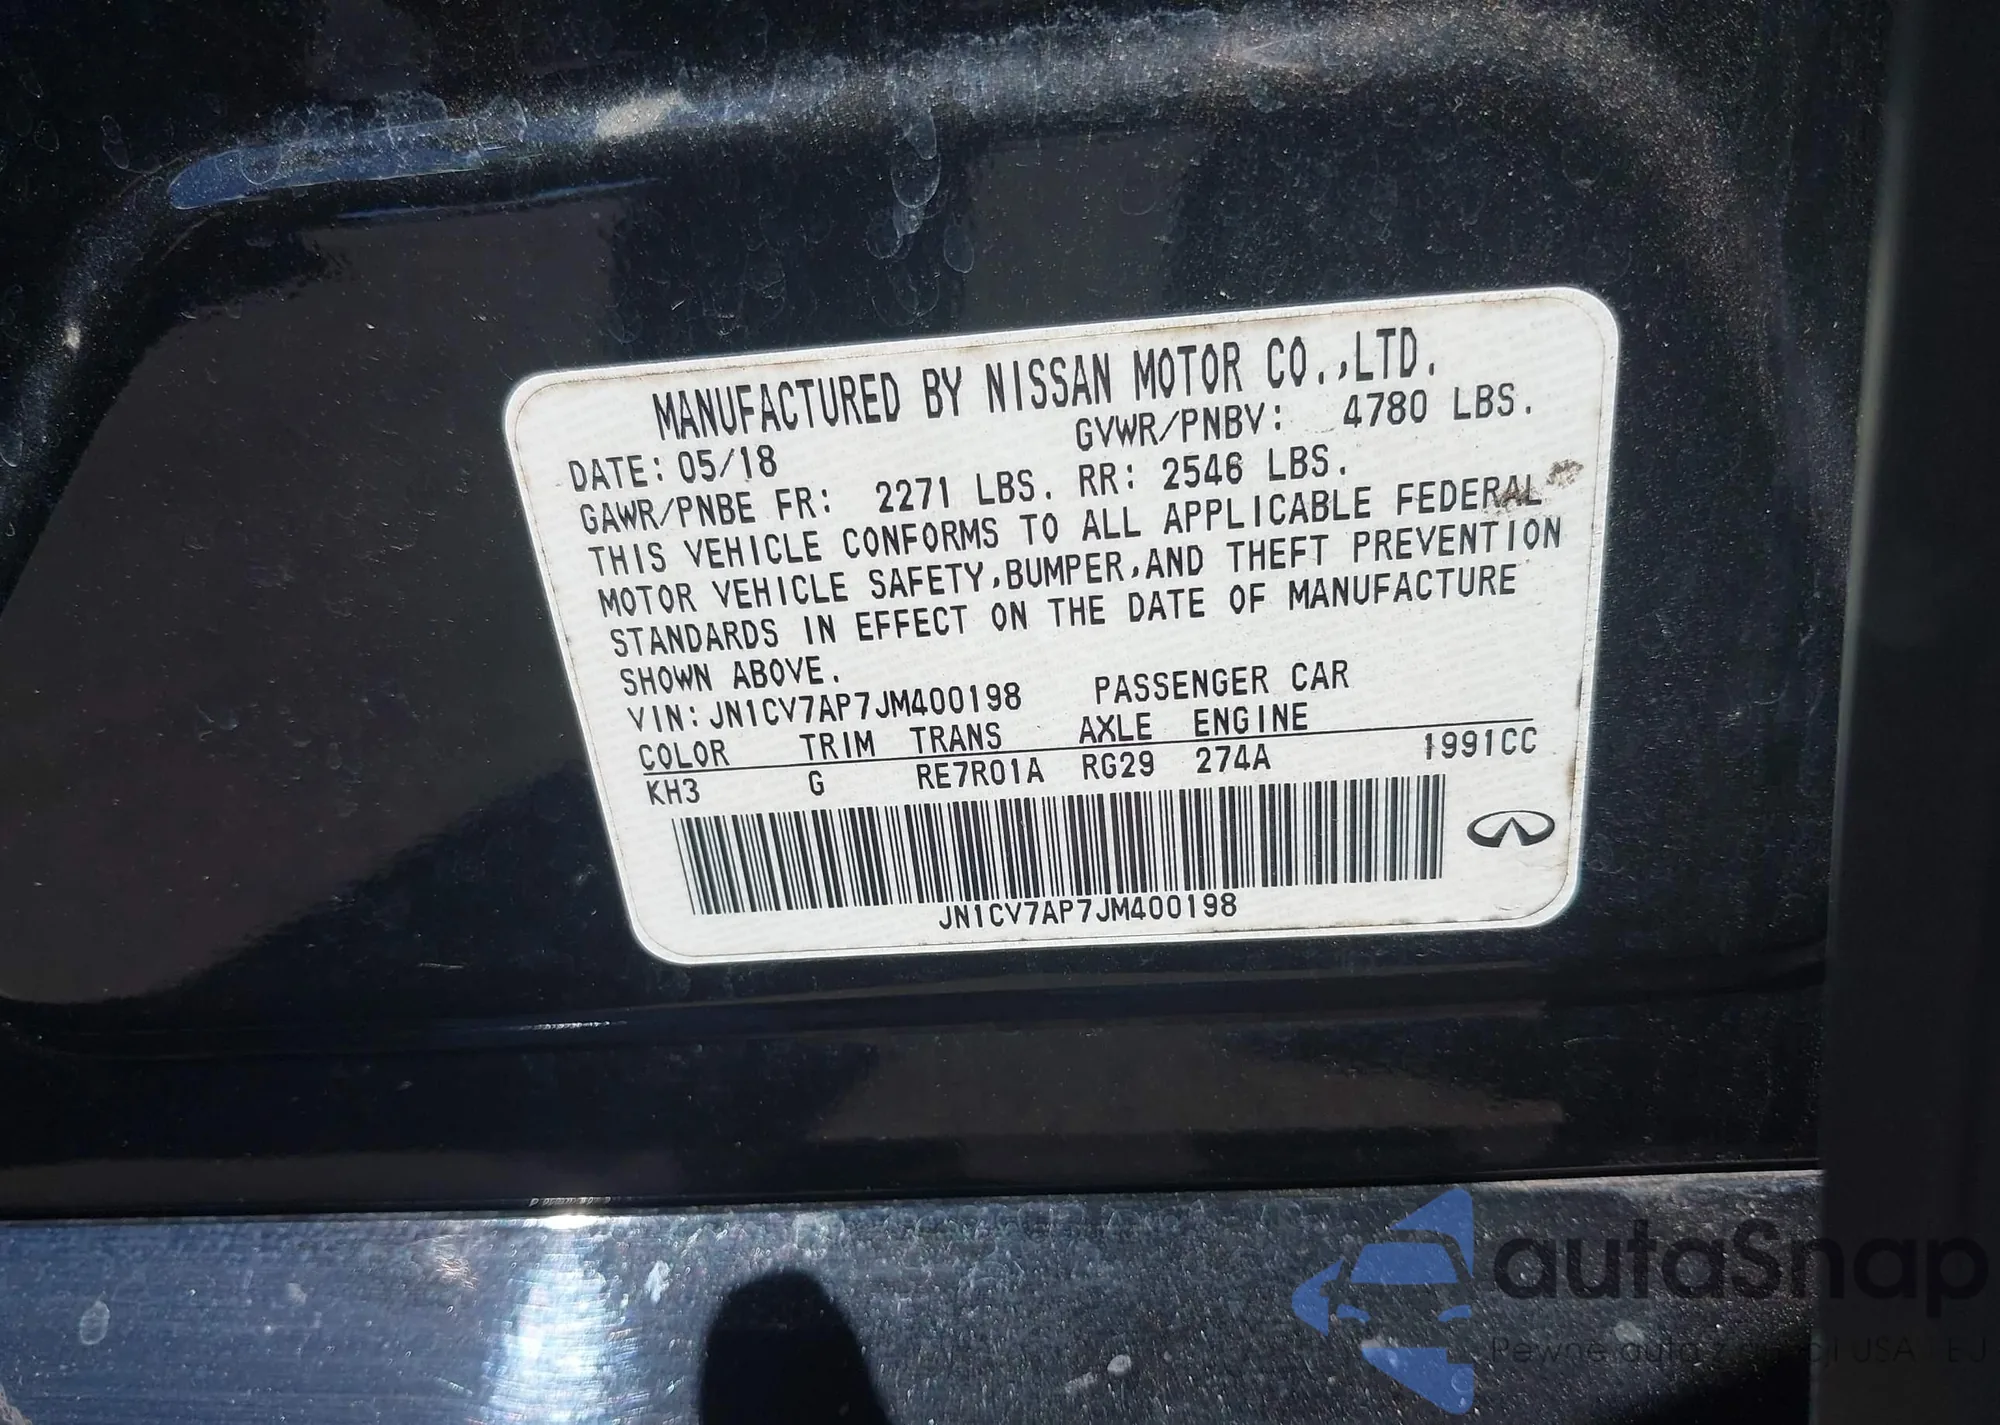 MANUFACTURED BY NISSAN MOTOR CO.,LTD.
DATE: 05/18 GVWR/PNBV: 4780 LBS.
GAWR/PNBE FR: 2271 LBS. RR: 2546 LBS.
THIS VEHICLE CONFORMS TO ALL APPLICABLE FEDERAL
MOTOR VEHICLE SAFETY,BUMPER,AND THEFT PREVENTION
STANDARDS IN EFFECT ON THE DATE OF MANUFACTURE
SHOWN ABOVE.
VIN: JN1CV7AP7JM400198 PASSENGER CAR
COLOR TRIM TRANS AXLE ENGINE
KH3 G RE7R01A RG29 274A 1991CC
JN1CV7AP7JM400198
autaSnap
Pewne auto z USA i